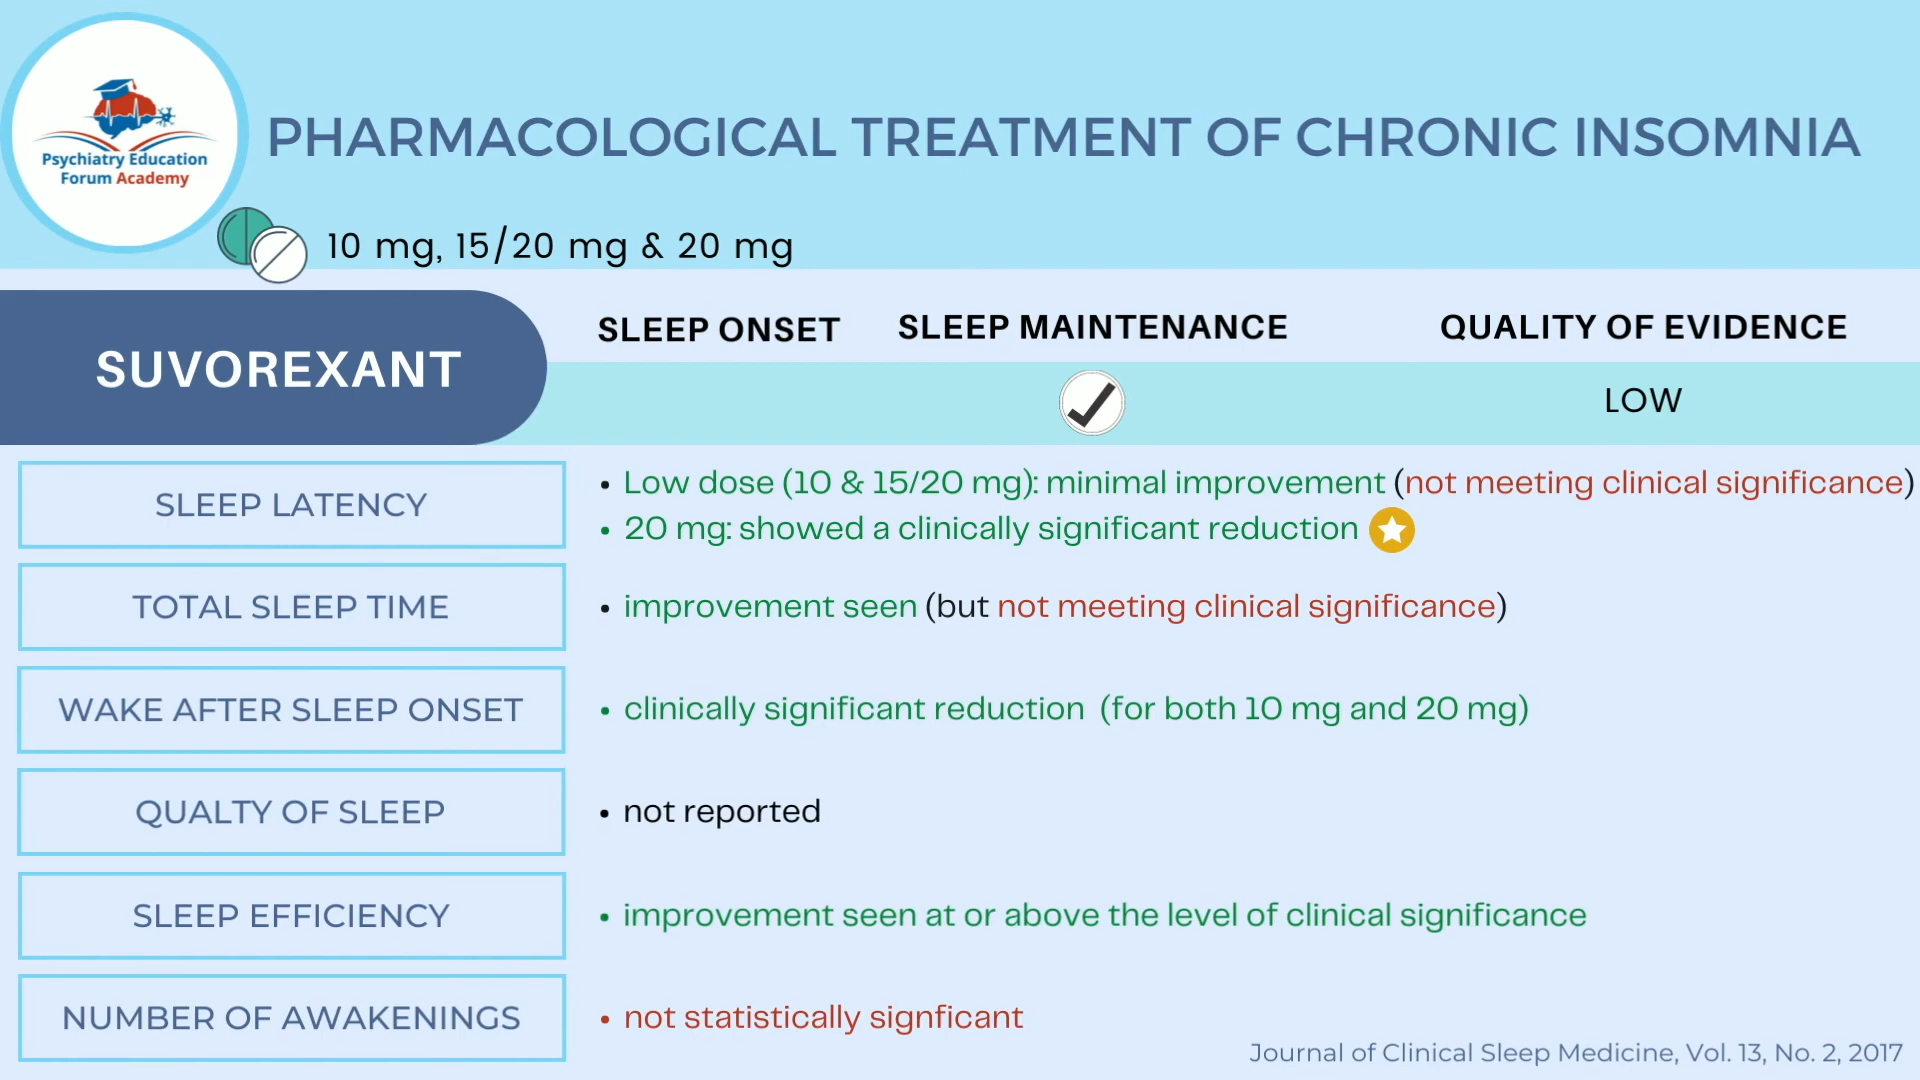 Psychiatry Education
Forum Academy
PHARMACOLOGICAL TREATMENT OF CHRONIC INSOMNIA
10 mg, 15/20 mg & 20 mg
SUVOREXANT
SLEEP ONSET
SLEEP MAINTENANCE
QUALITY OF EVIDENCE
LOW
SLEEP LATENCY
• Low dose (10 & 15/20 mg): minimal improvement (not meeting clinical significance)
• 20 mg: showed a clinically significant reduction
TOTAL SLEEP TIME
• improvement seen (but not meeting clinical significance)
WAKE AFTER SLEEP ONSET
• clinically significant reduction (for both 10 mg and 20 mg)
QUALTY OF SLEEP
• not reported
SLEEP EFFICIENCY
• improvement seen at or above the level of clinical significance
NUMBER OF AWAKENINGS
• not statistically signficant
Journal of Clinical Sleep Medicine, Vol. 13, No. 2, 2017